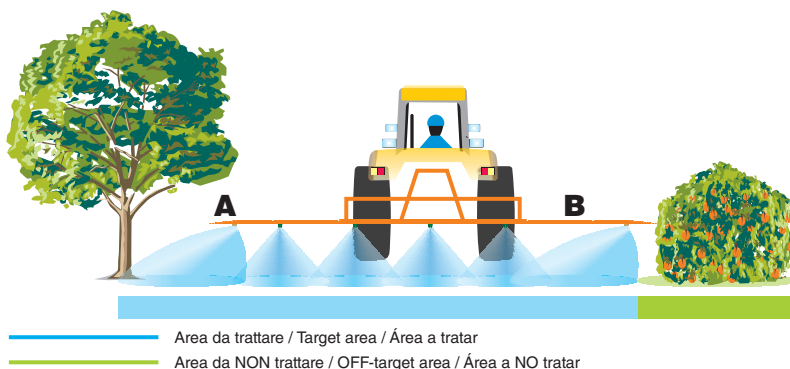 A
B
Area da trattare / Target area / Área a tratar
Area da NON trattare / OFF-target area / Área a NO tratar